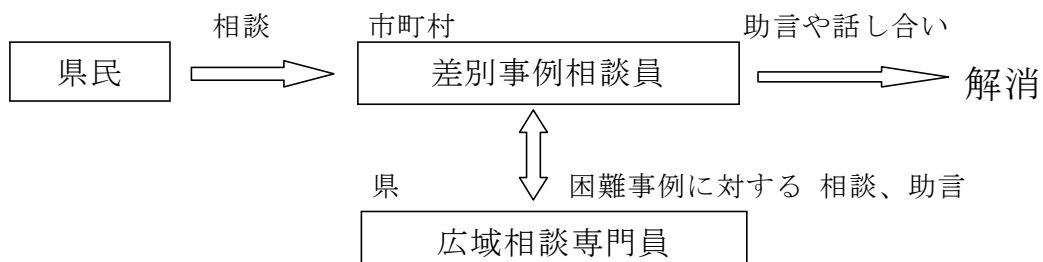 相談 市町村 助言や話し合い
県民 差別事例相談員 解消
県 困難事例に対する 相談、助言
広域相談専門員